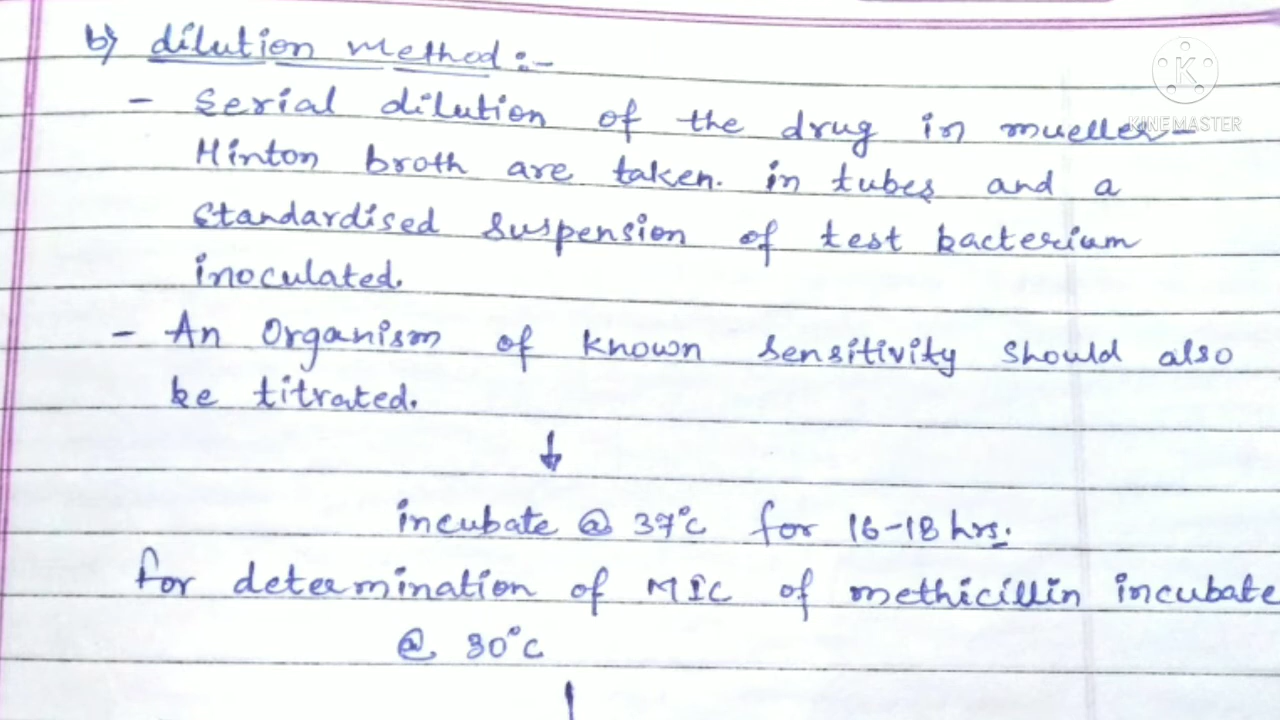 b) dilution method :-
- Serial dilution of the drug in mueller-
Hinton broth are taken. in tubes and a
Standardised suspension of test bacterium
inoculated.
- An Organism of known sensitivity should also
be titrated.
↓
incubate @ 37°c for 16-18 hrs.
for determination of MIC of methicillin incubate
@ 30°c
K
KINEMASTER